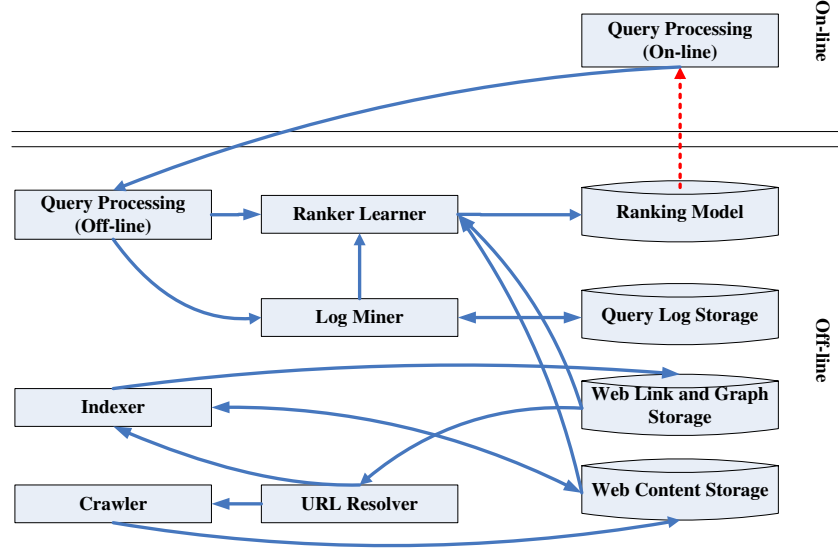 Query Processing
(On-line)
On-line
Query Processing
(Off-line)
Ranker Learner
Ranking Model
Log Miner
Query Log Storage
Off-line
Indexer
Web Link and Graph
Storage
Crawler
URL Resolver
Web Content Storage